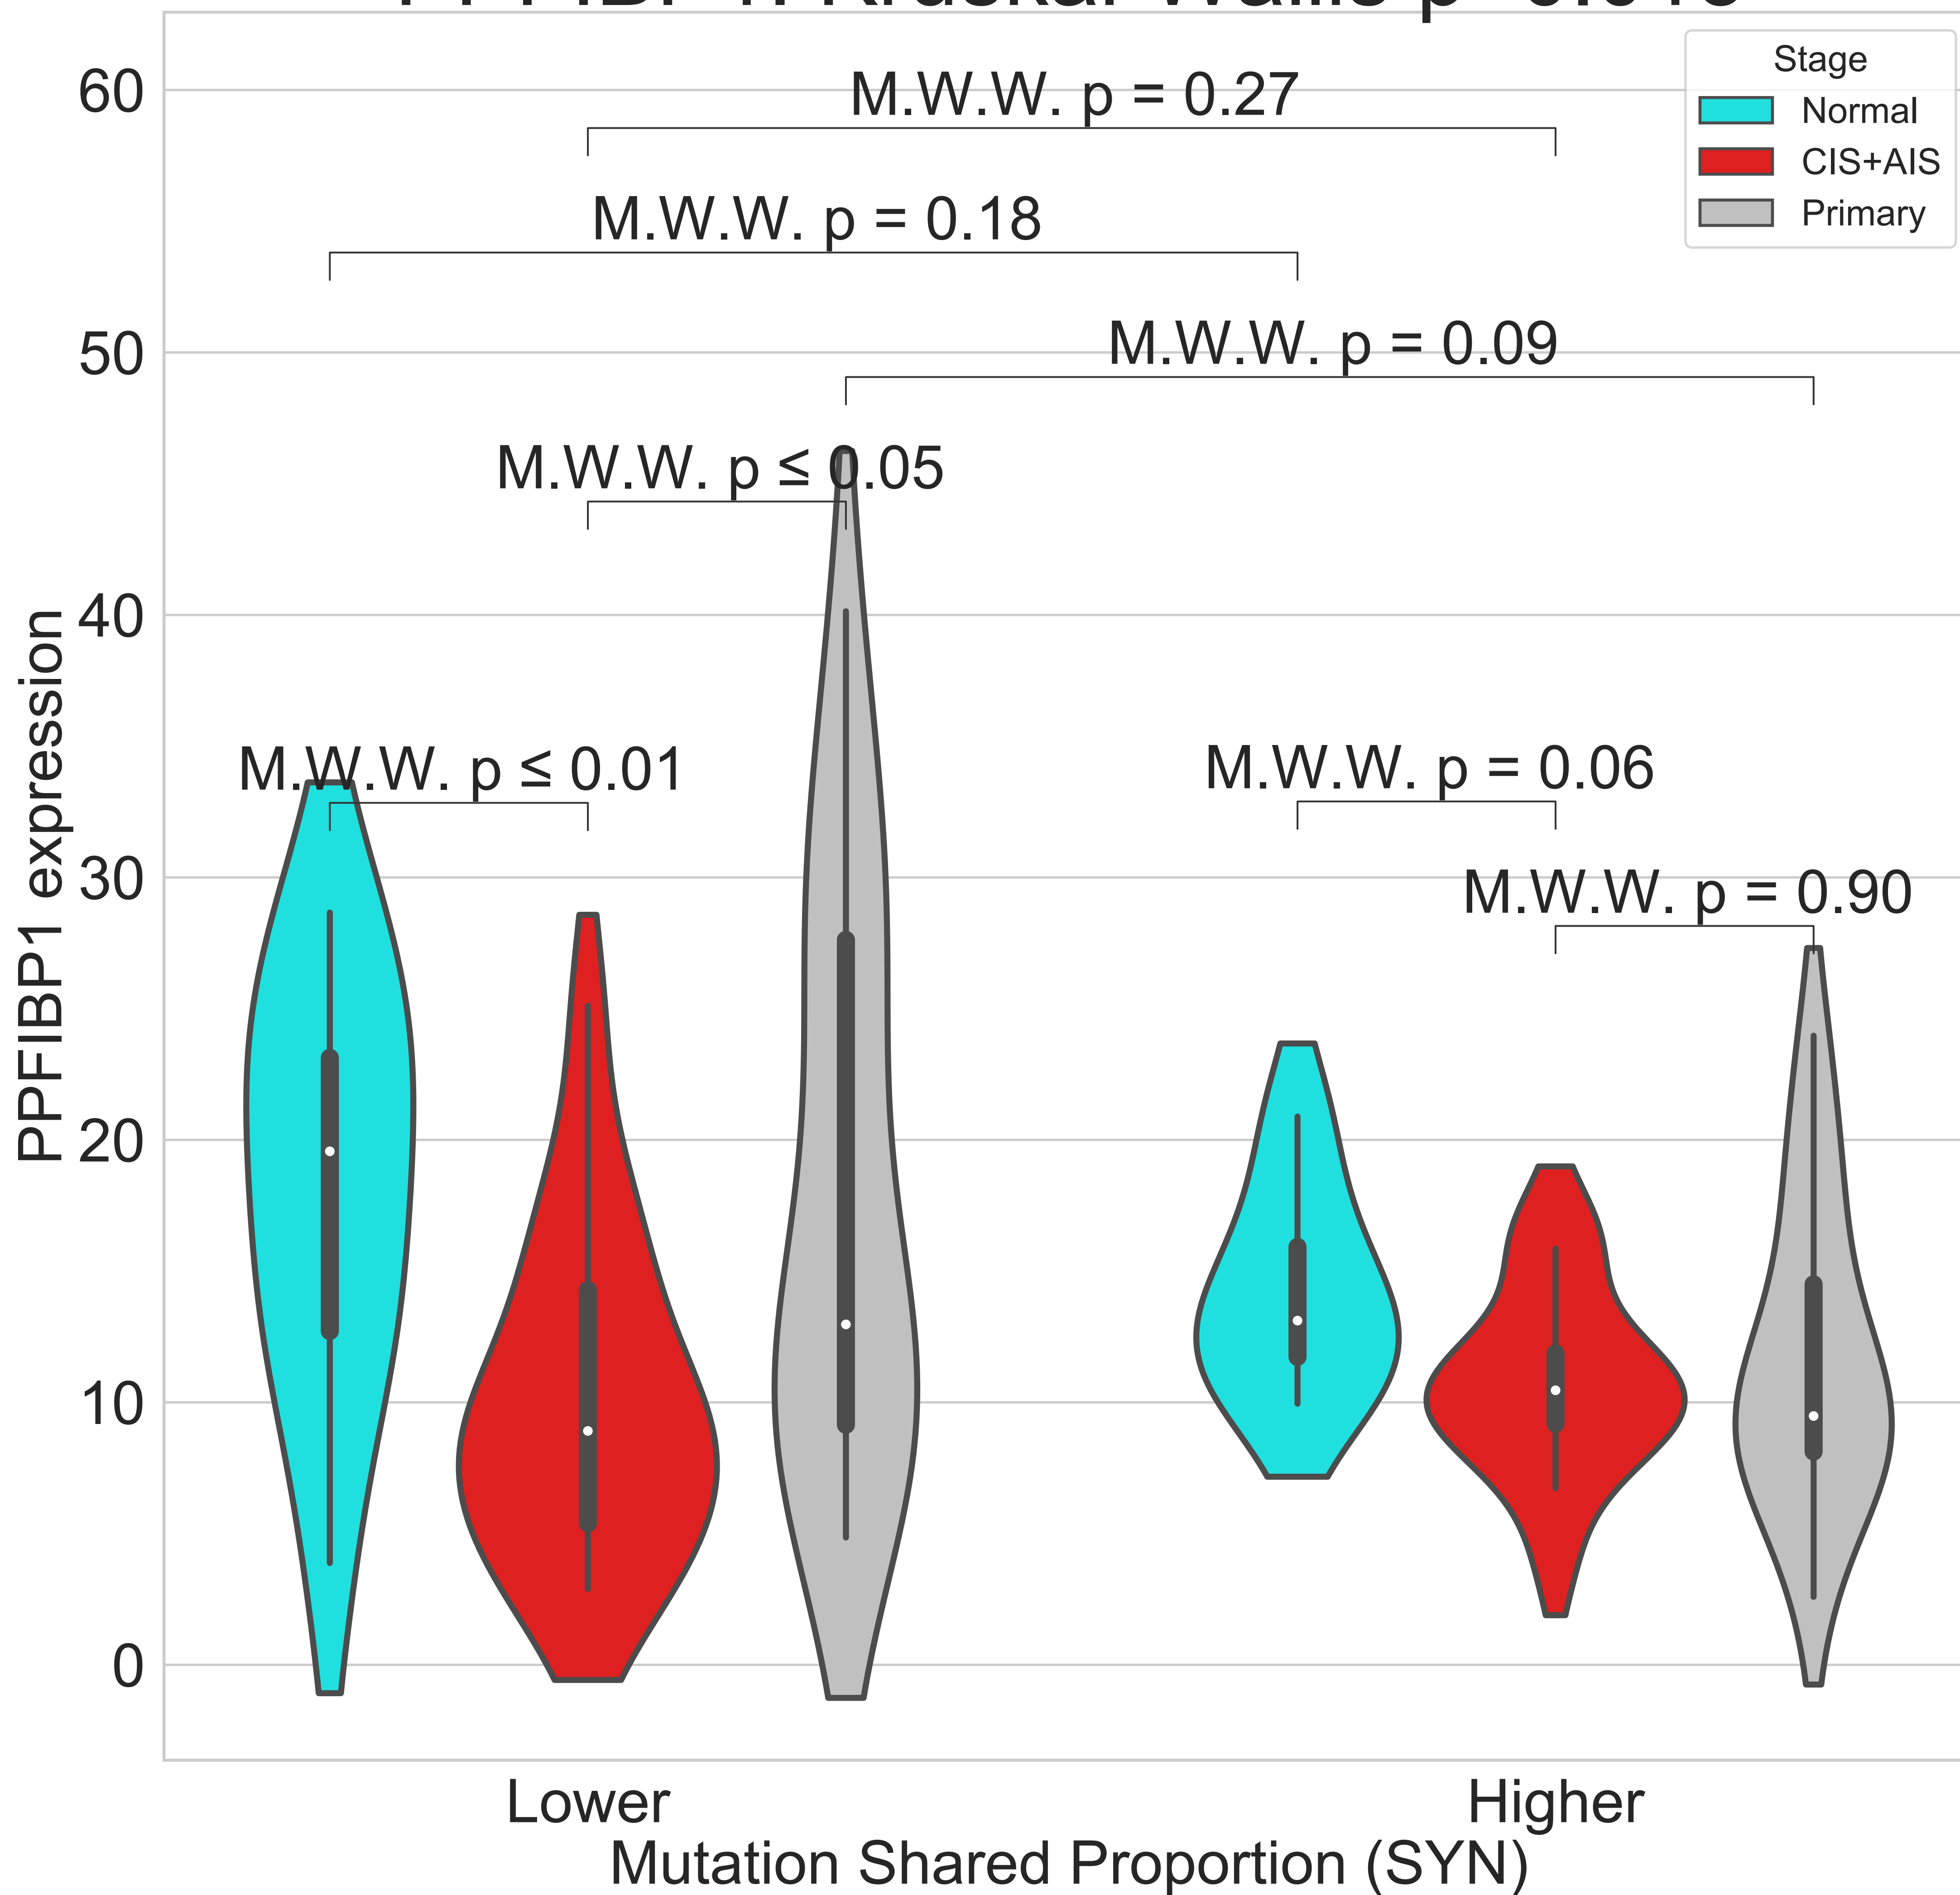 60
50
40
30
20
10
0
PPFIBP1 expression
M.W.W. p = 0.27
M.W.W. p = 0.18
M.W.W. p = 0.09
M.W.W. p ≤ 0.05
M.W.W. p ≤ 0.01
M.W.W. p = 0.06
M.W.W. p = 0.90
Stage
Normal
CIS+AIS
Primary
Lower
Higher
Mutation Shared Proportion (SYN)